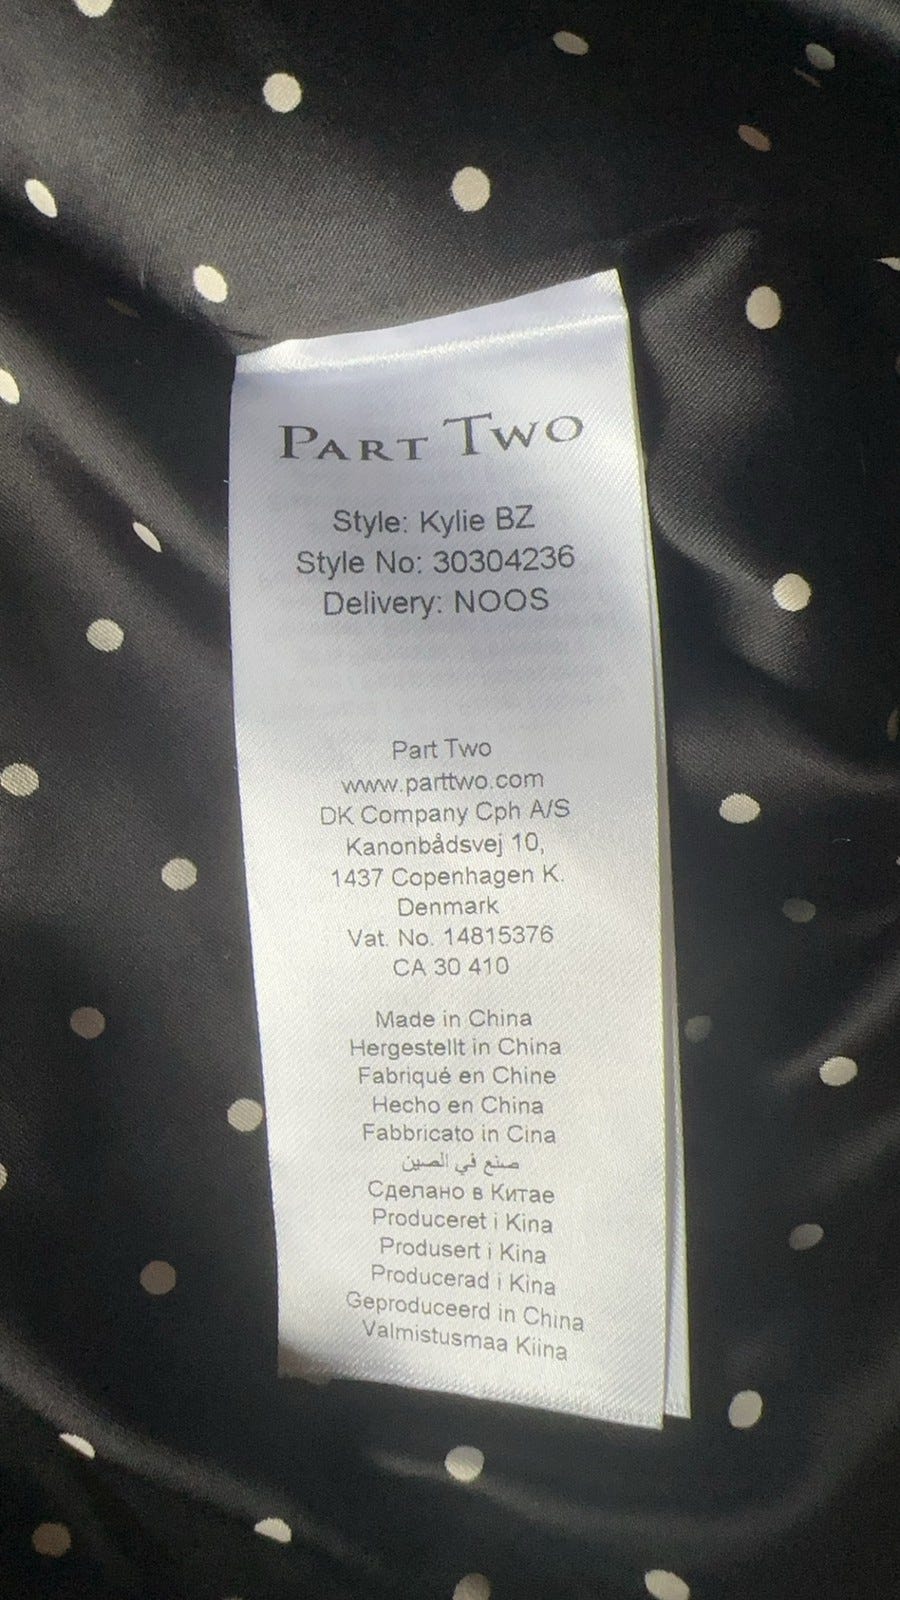 PART TWO
Style: Kylie BZ
Style No: 30304236
Delivery: NOOS
Part Two
www.parttwo.com
DK Company Cph A/S
Kanonbådsvej 10,
1437 Copenhagen K.
Denmark
Vat. No. 14815376
CA 30 410
Made in China
Hergestellt in China
Fabriqué en Chine
Hecho en China
Fabbricato in Cina
صنع في الصين
Сделано в Китае
Produceret i Kina
Produsert i Kina
Producerad i Kina
Geproduceerd in China
Valmistusmaa Kiina